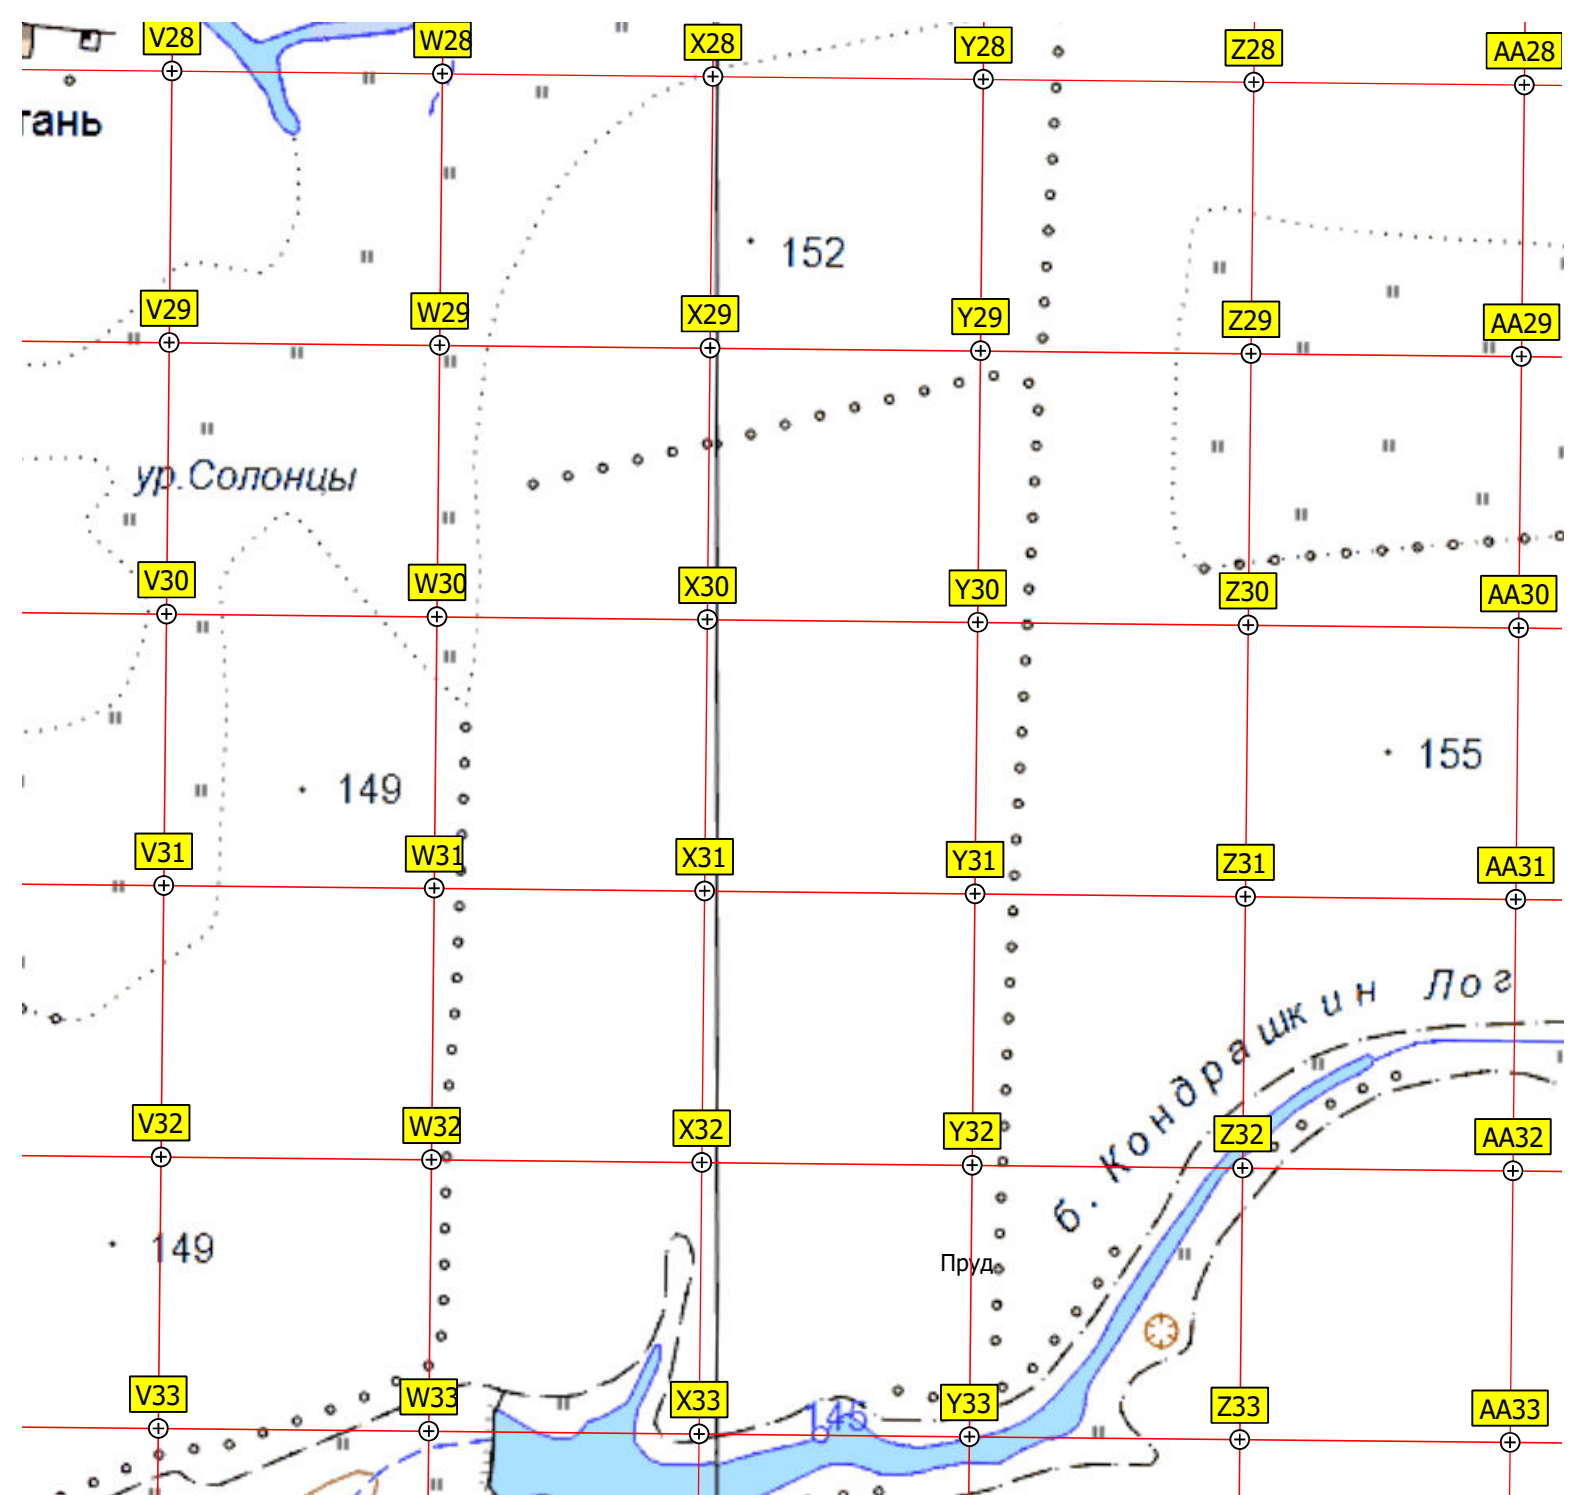 V28 W28 X28 Y28 Z28 AA28
тань
152
V29 W29 X29 Y29 Z29 AA29
ур.Солонцы
V30 W30 X30 Y30 Z30 AA30
155
149
V31 W31 X31 Y31 Z31 AA31
б. Кондрашкин Лог
V32 W32 X32 Y32 Z32 AA32
149
Пруд
V33 W33 X33 Y33 Z33 AA33
145